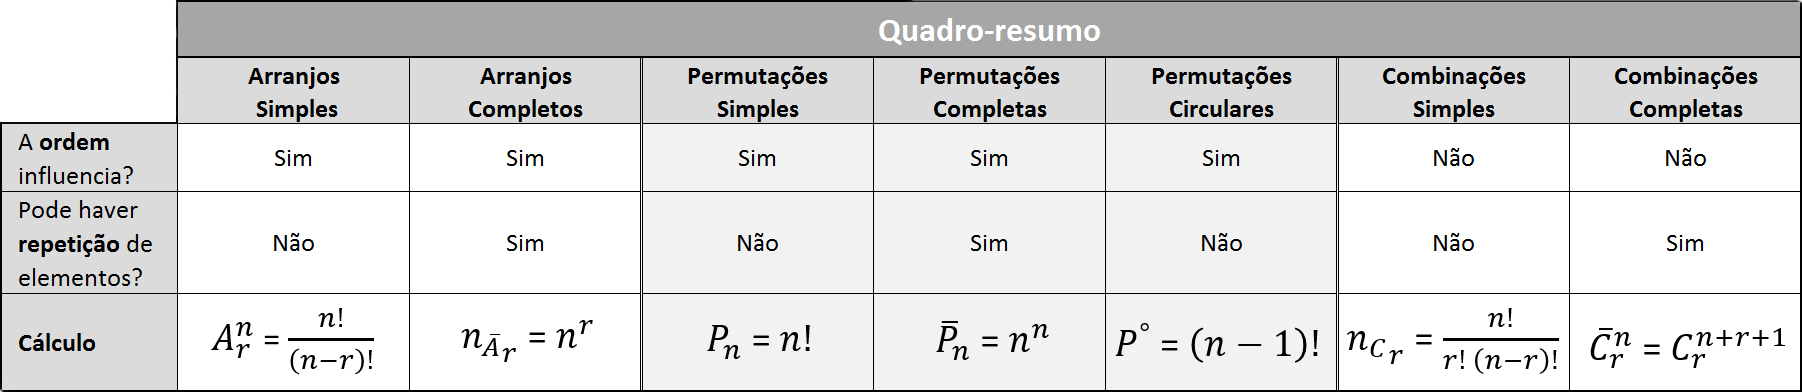 Quadro-resumo
Arranjos Simples | Arranjos Completos | Permutações Simples | Permutações Completas | Permutações Circulares | Combinações Simples | Combinações Completas
A ordem influencia? | Sim | Sim | Sim | Sim | Sim | Não | Não
Pode haver repetição de elementos? | Não | Sim | Não | Sim | Não | Não | Sim
Cálculo | $A_r^n = \frac{n!}{(n-r)!}$ | $n_{\bar{A}\,r} = n^r$ | $P_n = n!$ | $\bar{P}_n = n^n$ | $P^\circ = (n-1)!$ | $n_{C\,r} = \frac{n!}{r!\,(n-r)!}$ | $\bar{C}_r^n = C_r^{n+r+1}$